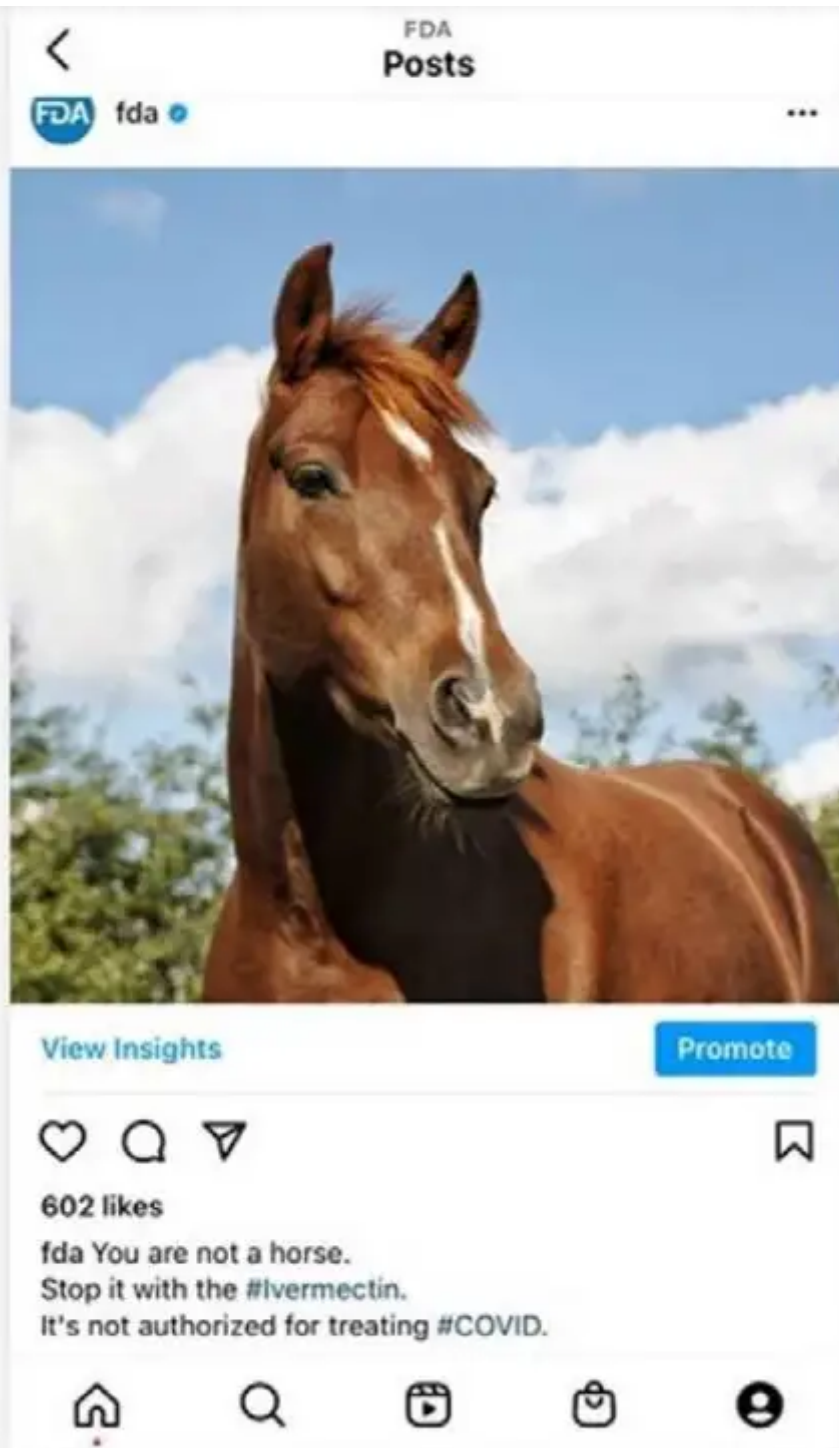 FDA
Posts
FDA fda
View Insights
Promote
602 likes
fda You are not a horse.
Stop it with the #Ivermectin.
It's not authorized for treating #COVID.